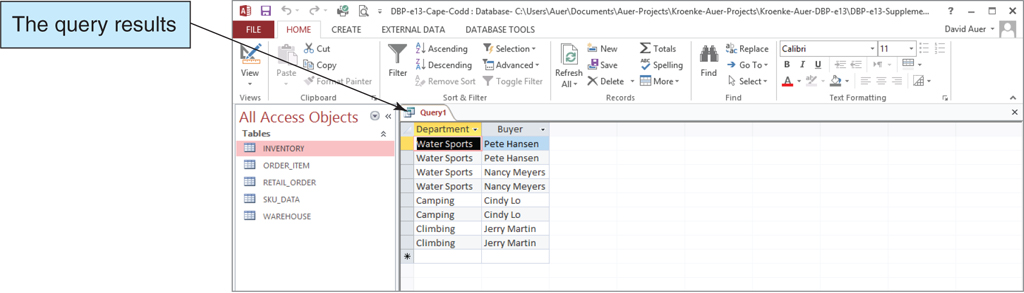 The query results
DBP-e13-Cape-Codd : Database- C:\Users\Auer\Documents\Auer-Projects\Kroenke-Auer-Projects\Kroenke-Auer-DBP-e13\DBP-e13-Suppleme...
?
FILE HOME CREATE EXTERNAL DATA DATABASE TOOLS David Auer
View
Views
Paste
Cut
Copy
Format Painter
Clipboard
Filter
Ascending
Descending
Remove Sort
Selection
Advanced
Toggle Filter
Sort & Filter
Refresh
All
New
Save
Delete
Totals
Spelling
More
Records
Find
Replace
Go To
Select
Find
Calibri 11
B I U
A
Text Formatting
All Access Objects
Tables
INVENTORY
ORDER_ITEM
RETAIL_ORDER
SKU_DATA
WAREHOUSE
Query1
Department Buyer
Water Sports Pete Hansen
Water Sports Pete Hansen
Water Sports Nancy Meyers
Water Sports Nancy Meyers
Camping Cindy Lo
Camping Cindy Lo
Climbing Jerry Martin
Climbing Jerry Martin